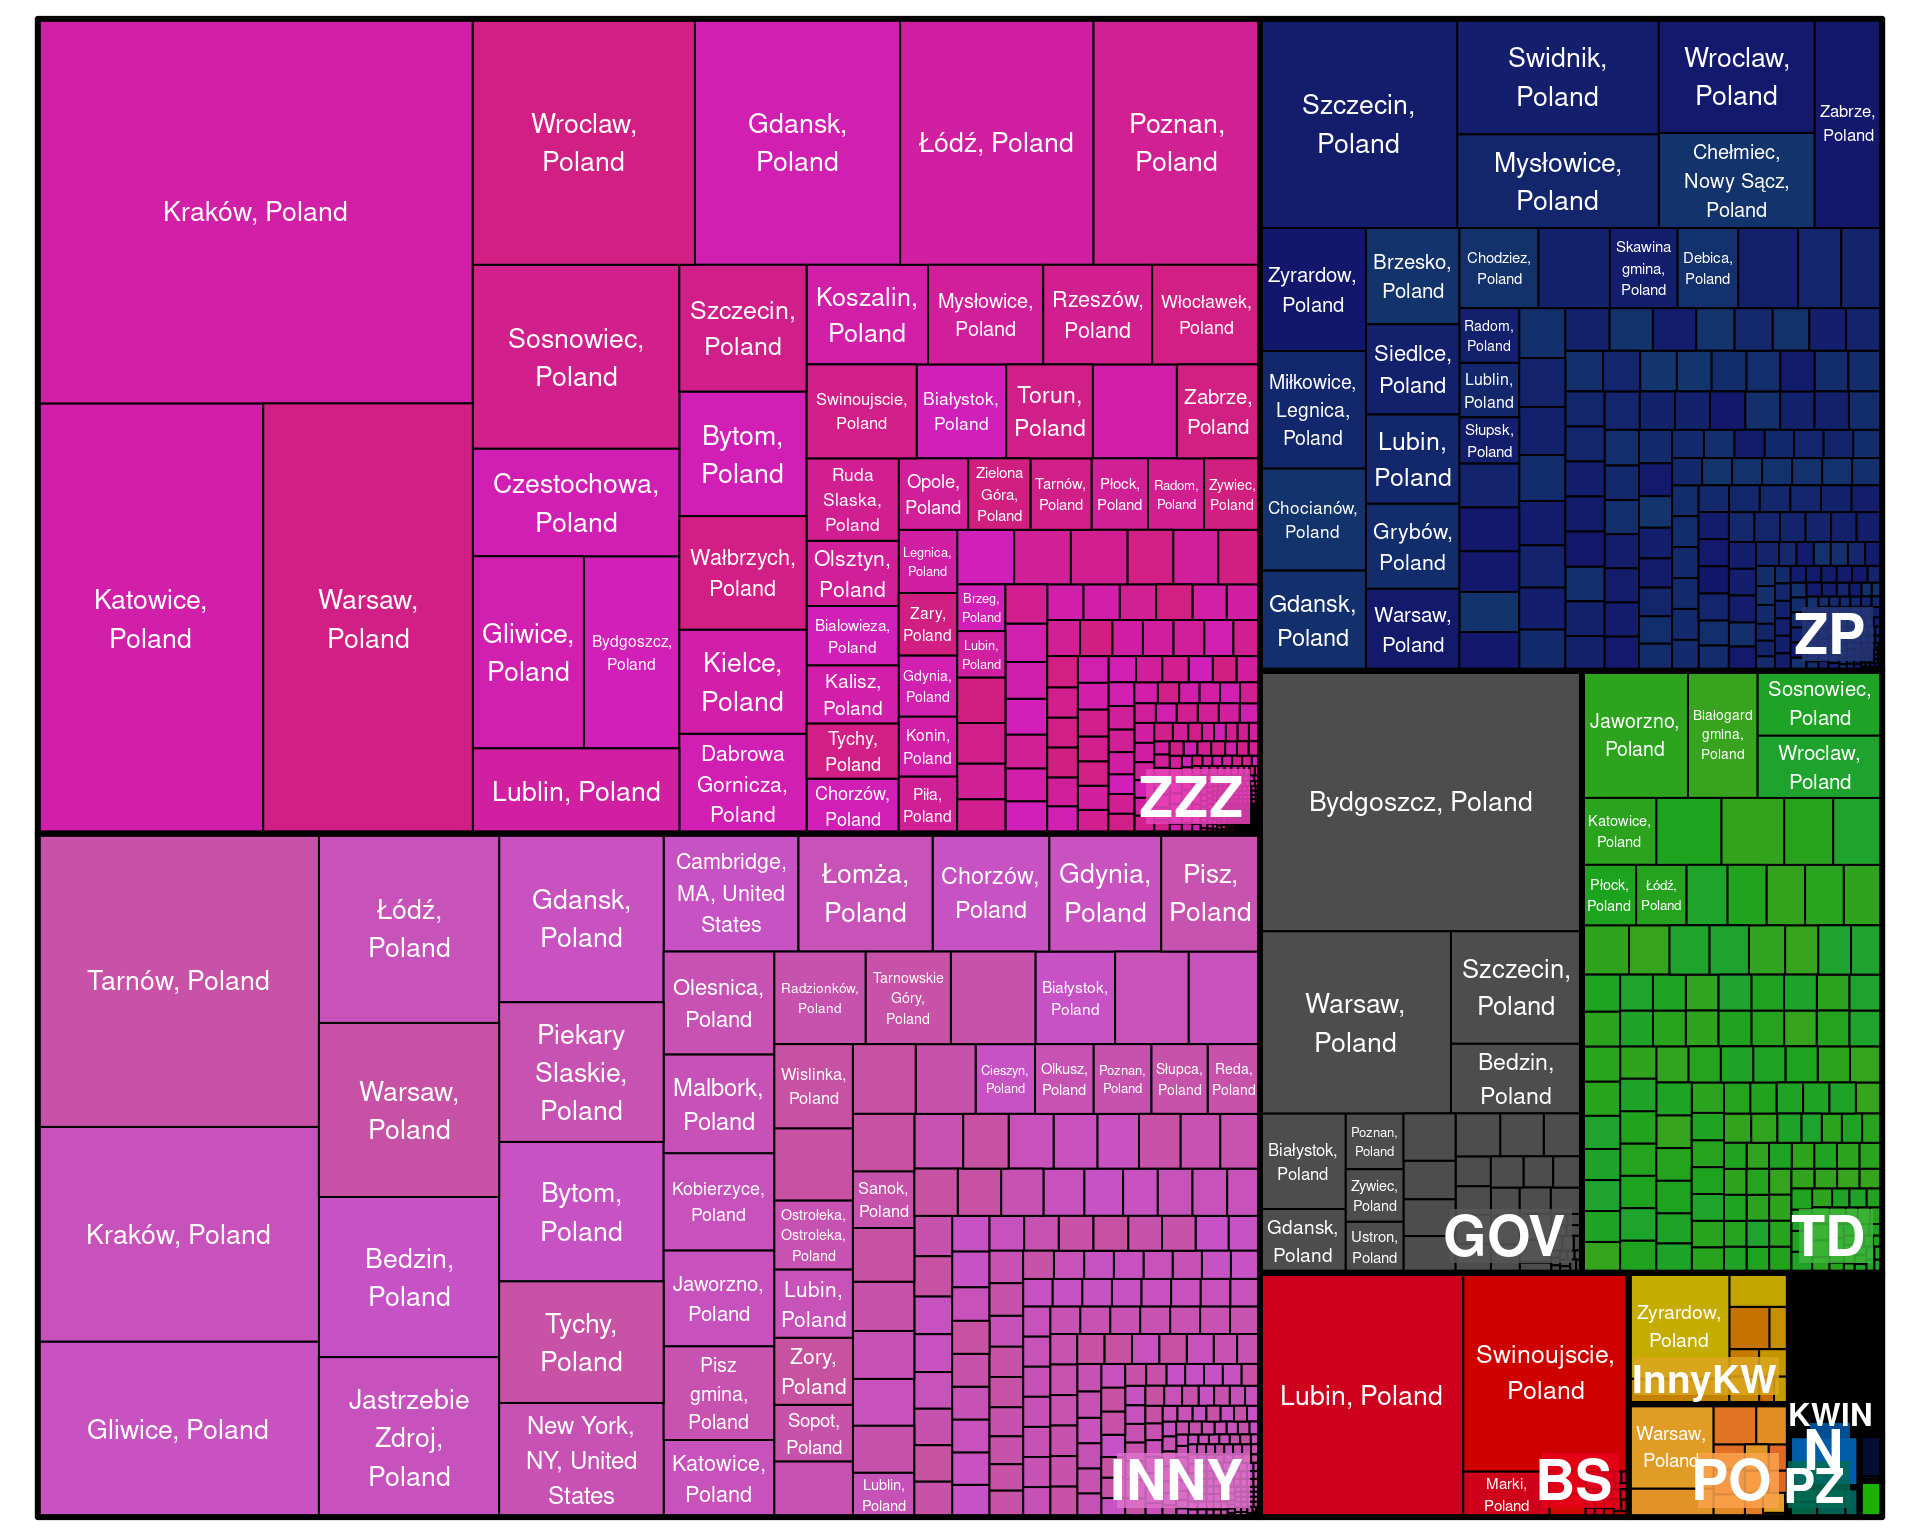 Kraków, Poland
Katowice,
Poland
Warsaw,
Poland
Wroclaw,
Poland
Gdansk,
Poland
Łódź, Poland
Poznan,
Poland
Sosnowiec,
Poland
Czestochowa,
Poland
Gliwice,
Poland
Bydgoszcz,
Poland
Lublin, Poland
Szczecin,
Poland
Bytom,
Poland
Wałbrzych,
Poland
Kielce,
Poland
Dabrowa
Gornicza,
Poland
Koszalin,
Poland
Mysłowice,
Poland
Rzeszów,
Poland
Włocławek,
Poland
Swinoujscie,
Poland
Białystok,
Poland
Torun,
Poland
Zabrze,
Poland
Ruda
Slaska,
Poland
Olsztyn,
Poland
Bialowieza,
Poland
Kalisz,
Poland
Tychy,
Poland
Chorzów,
Poland
Opole,
Poland
Zielona
Góra,
Poland
Tarnów,
Poland
Płock,
Poland
Radom,
Poland
Zywiec,
Poland
Legnica,
Poland
Zary,
Poland
Gdynia,
Poland
Konin,
Poland
Piła,
Poland
Brzeg,
Poland
Lubin,
Poland
ZZZ
Tarnów, Poland
Kraków, Poland
Gliwice, Poland
Łódź,
Poland
Warsaw,
Poland
Bedzin,
Poland
Jastrzebie
Zdroj,
Poland
Gdansk,
Poland
Piekary
Slaskie,
Poland
Bytom,
Poland
Tychy,
Poland
New York,
NY, United
States
Cambridge,
MA, United
States
Łomża,
Poland
Chorzów,
Poland
Gdynia,
Poland
Pisz,
Poland
Olesnica,
Poland
Malbork,
Poland
Kobierzyce,
Poland
Jaworzno,
Poland
Pisz
gmina,
Poland
Katowice,
Poland
Radzionków,
Poland
Tarnowskie
Góry,
Poland
Białystok,
Poland
Wislinka,
Poland
Cieszyn,
Poland
Olkusz,
Poland
Poznan,
Poland
Słupca,
Poland
Reda,
Poland
Ostrołeka,
Ostroleka,
Poland
Lubin,
Poland
Zory,
Poland
Sopot,
Poland
Sanok,
Poland
Lublin,
Poland
INNY
Szczecin,
Poland
Swidnik,
Poland
Mysłowice,
Poland
Wroclaw,
Poland
Chełmiec,
Nowy Sącz,
Poland
Zabrze,
Poland
Zyrardow,
Poland
Miłkowice,
Legnica,
Poland
Chocianów,
Poland
Gdansk,
Poland
Brzesko,
Poland
Siedlce,
Poland
Lubin,
Poland
Grybów,
Poland
Warsaw,
Poland
Chodziez,
Poland
Skawina
gmina,
Poland
Debica,
Poland
Radom,
Poland
Lublin,
Poland
Słupsk,
Poland
ZP
Bydgoszcz, Poland
Warsaw,
Poland
Szczecin,
Poland
Bedzin,
Poland
Białystok,
Poland
Gdansk,
Poland
Poznan,
Poland
Zywiec,
Poland
Ustron,
Poland
GOV
Jaworzno,
Poland
Białogard
gmina,
Poland
Sosnowiec,
Poland
Wroclaw,
Poland
Katowice,
Poland
Płock,
Poland
Łódź,
Poland
TD
Lubin, Poland
Swinoujscie,
Poland
Marki,
Poland
BS
Zyrardow,
Poland
InnyKW
Warsaw,
Poland
PO
KWIN
N
PZ